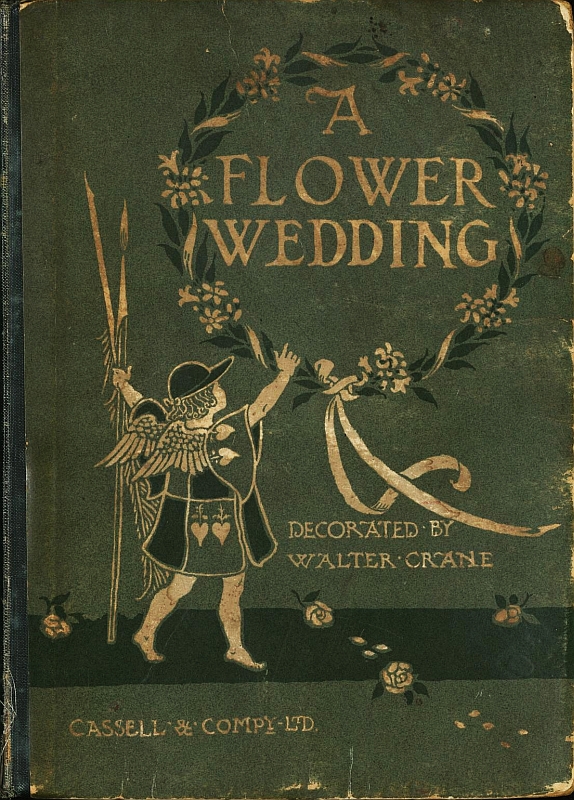 A
FLOWER
WEDDING
DECORATED·BY
WALTER·CRANE
CASSELL·&·COMPY·LTD.